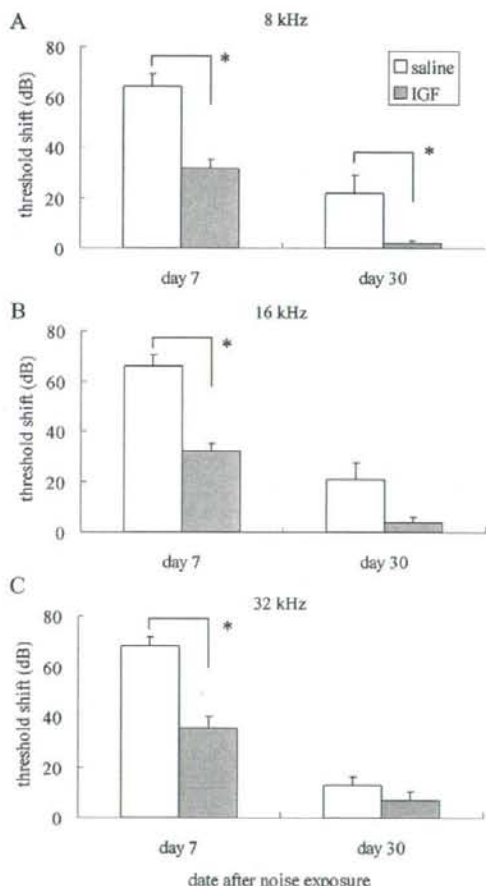 A
8 kHz
80
60
40
20
0
threshold shift (dB)
*
*
saline
IGF
day 7
day 30
B
16 kHz
80
60
40
20
0
threshold shift (dB)
*
day 7
day 30
C
32 kHz
80
60
40
20
0
threshold shift (dB)
*
day 7
day 30
date after noise exposure